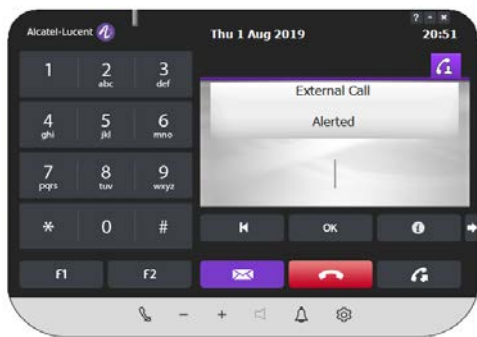 ? - ×
Alcatel-Lucent
Thu 1 Aug 2019
20:51
1
2
abc
3
def
External Call
4
ghi
5
jkl
6
mno
Alerted
7
pqrs
8
tuv
9
wxyz
*
0
#
OK
i
F1
F2
- +